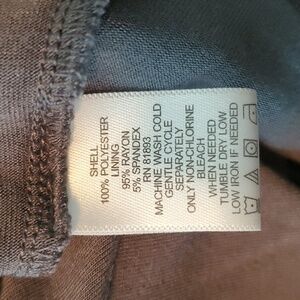 SHELL
100% POLYESTER
LINING
95% RAYON
5% SPANDEX
RN 81893
MACHINE WASH COLD
GENTLE CYCLE
SEPARATELY
ONLY NON-CHLORINE
BLEACH
WHEN NEEDED
TUMBLE DRY LOW
LOW IRON IF NEEDED